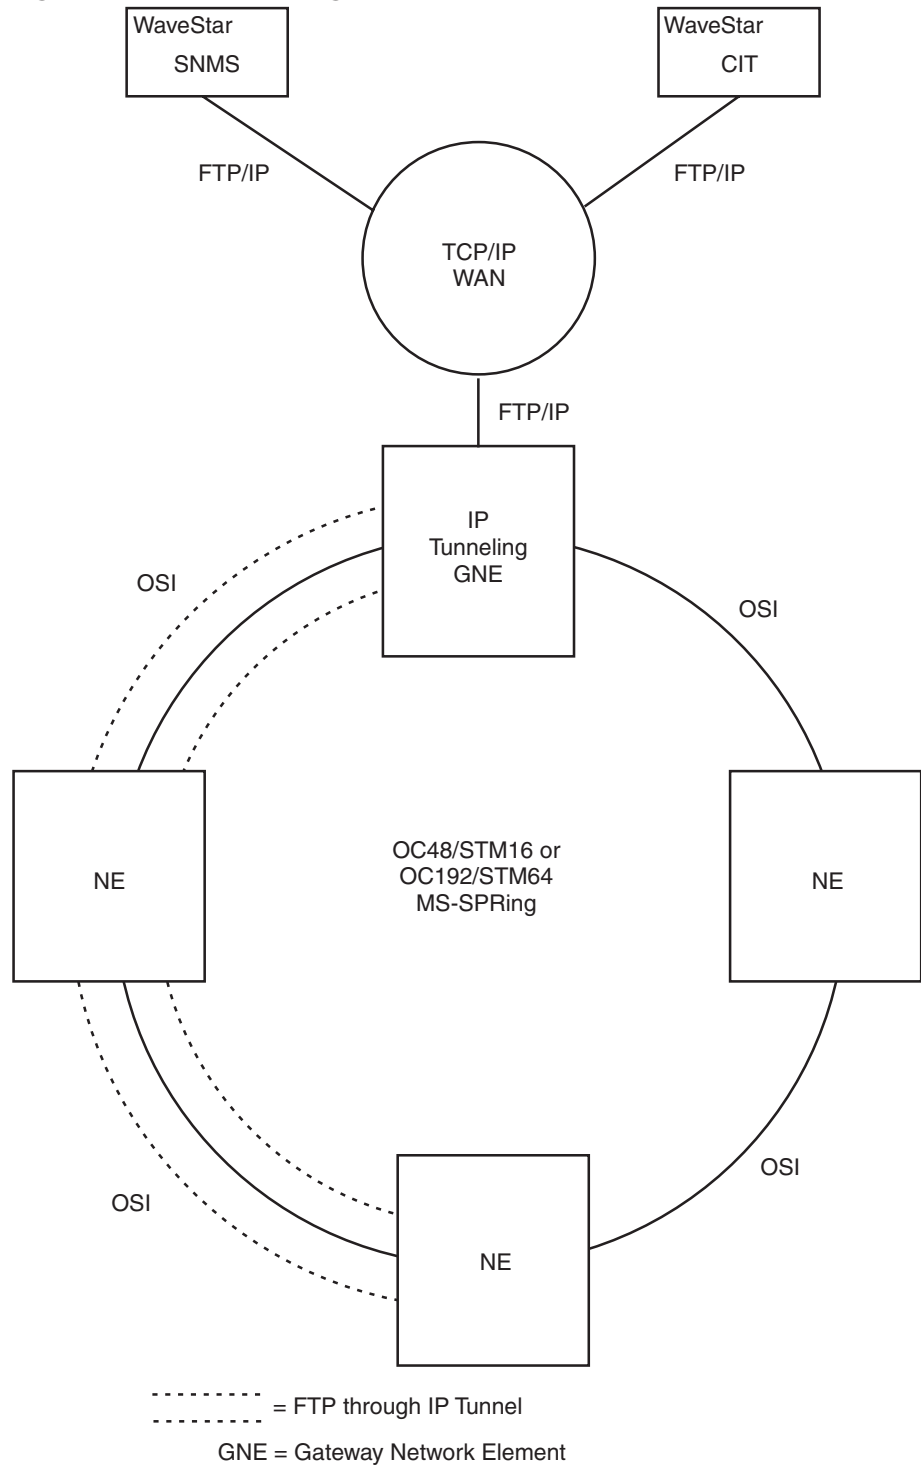 WaveStar
SNMS
WaveStar
CIT
FTP/IP
FTP/IP
TCP/IP
WAN
FTP/IP
IP
Tunneling
GNE
OSI
OSI
NE
OC48/STM16 or
OC192/STM64
MS-SPRing
NE
OSI
OSI
NE
= FTP through IP Tunnel
GNE = Gateway Network Element